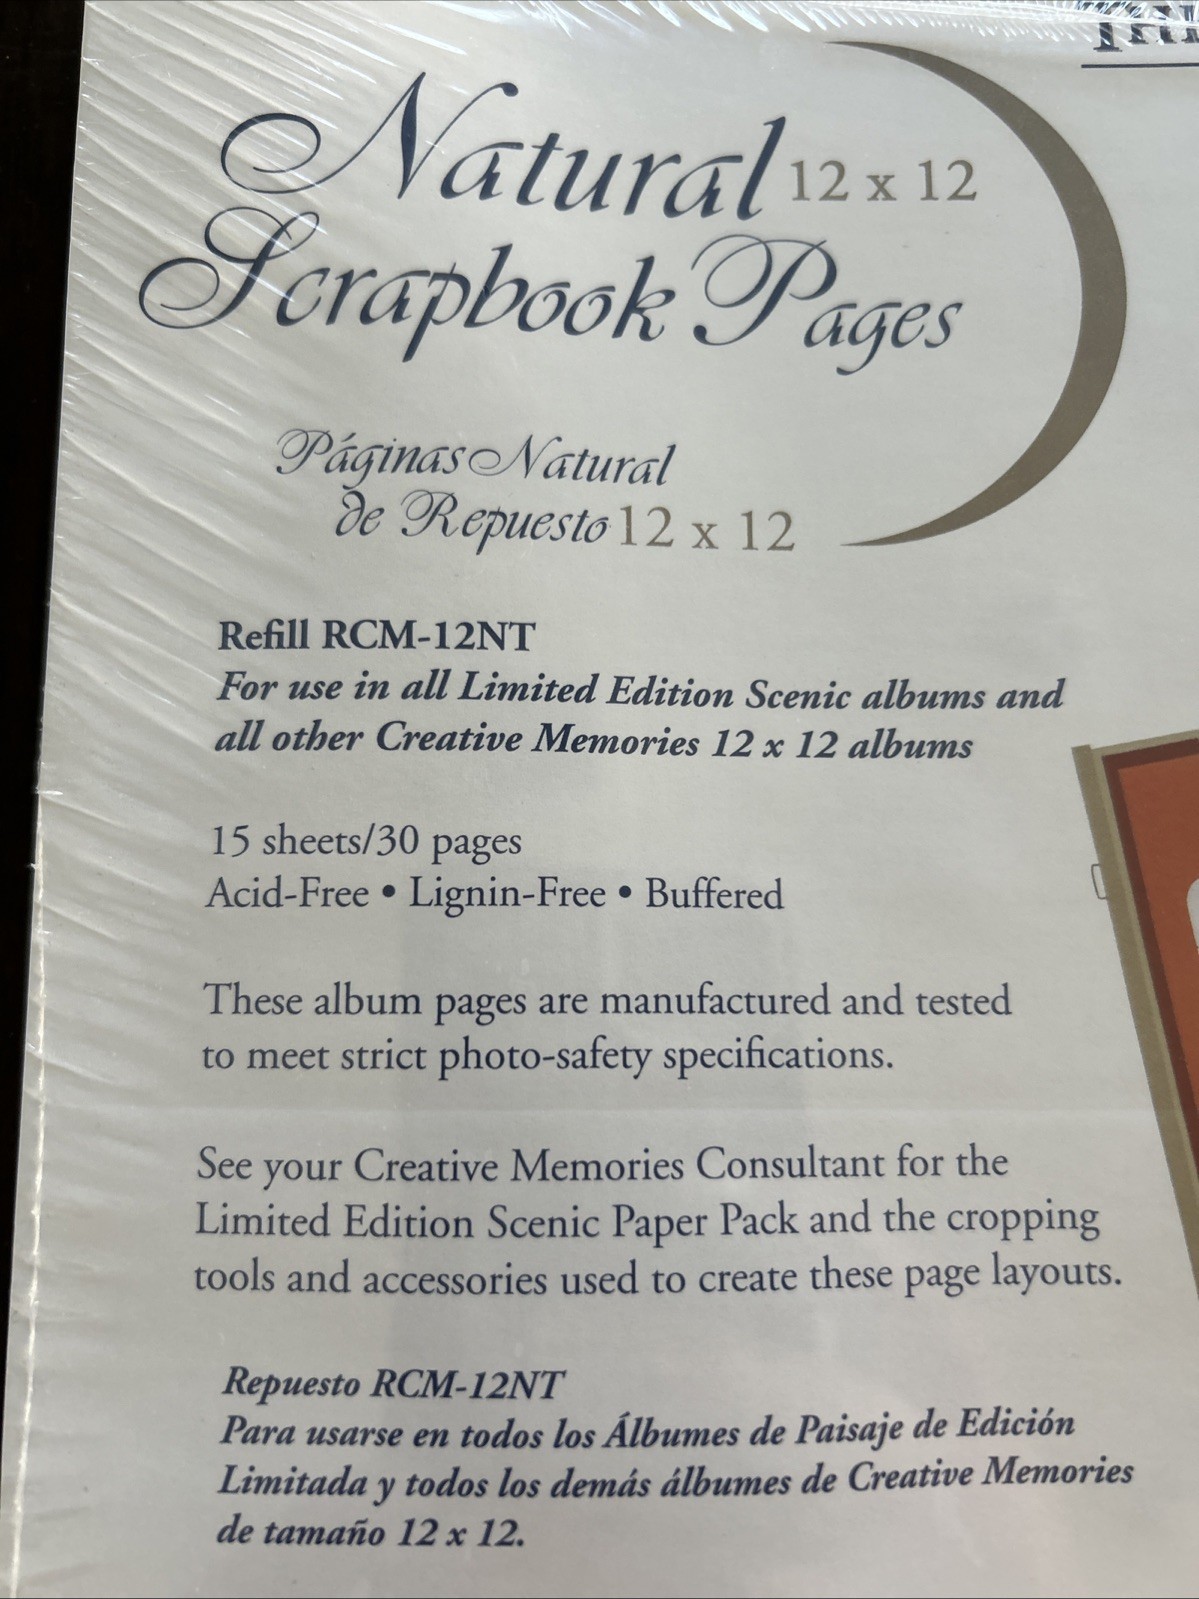 Natural 12 x 12
Scrapbook Pages
Páginas Natural
de Repuesto 12 x 12
Refill RCM-12NT
For use in all Limited Edition Scenic albums and
all other Creative Memories 12 x 12 albums
15 sheets/30 pages
Acid-Free • Lignin-Free • Buffered
These album pages are manufactured and tested
to meet strict photo-safety specifications.
See your Creative Memories Consultant for the
Limited Edition Scenic Paper Pack and the cropping
tools and accessories used to create these page layouts.
Repuesto RCM-12NT
Para usarse en todos los Álbumes de Paisaje de Edición
Limitada y todos los demás álbumes de Creative Memories
de tamaño 12 x 12.